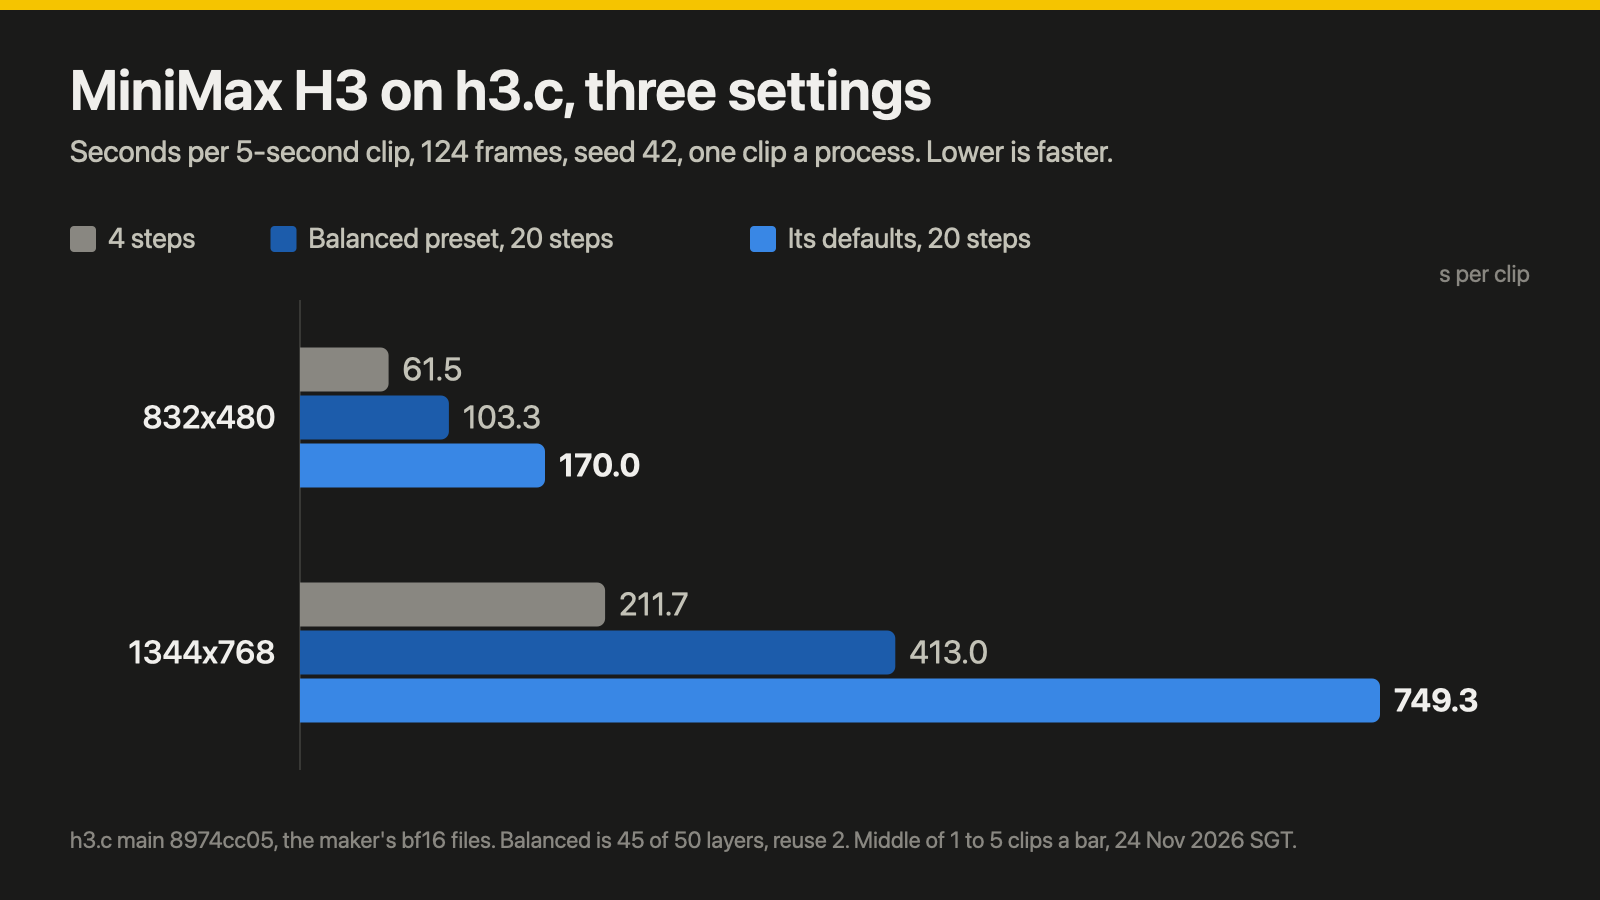 MiniMax H3 on h3.c, three settings
Seconds per 5-second clip, 124 frames, seed 42, one clip a process. Lower is faster.
4 steps
Balanced preset, 20 steps
Its defaults, 20 steps
s per clip
61.5
832x480
103.3
170.0
211.7
1344x768
413.0
749.3
h3.c main 8974cc05, the maker's bf16 files. Balanced is 45 of 50 layers, reuse 2. Middle of 1 to 5 clips a bar, 24 Nov 2026 SGT.